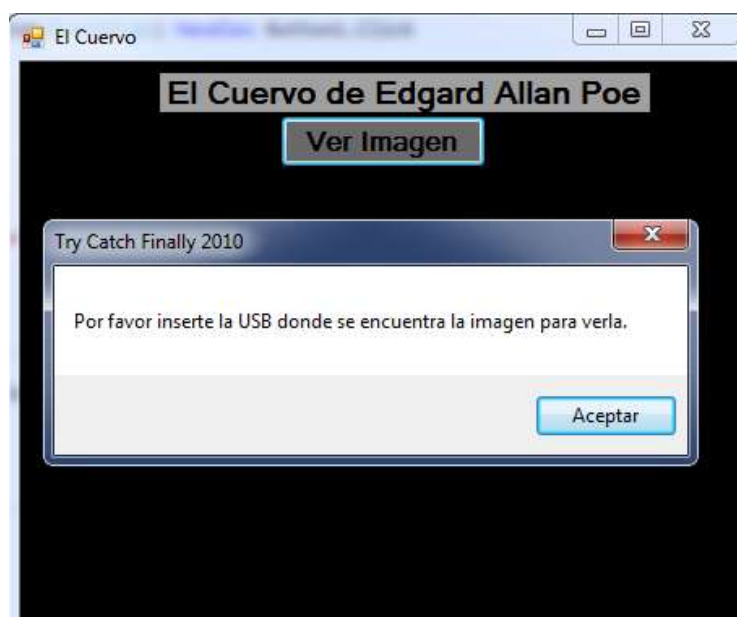 El Cuervo
El Cuervo de Edgard Allan Poe
Ver Imagen
Try Catch Finally 2010
Por favor inserte la USB donde se encuentra la imagen para verla.
Aceptar